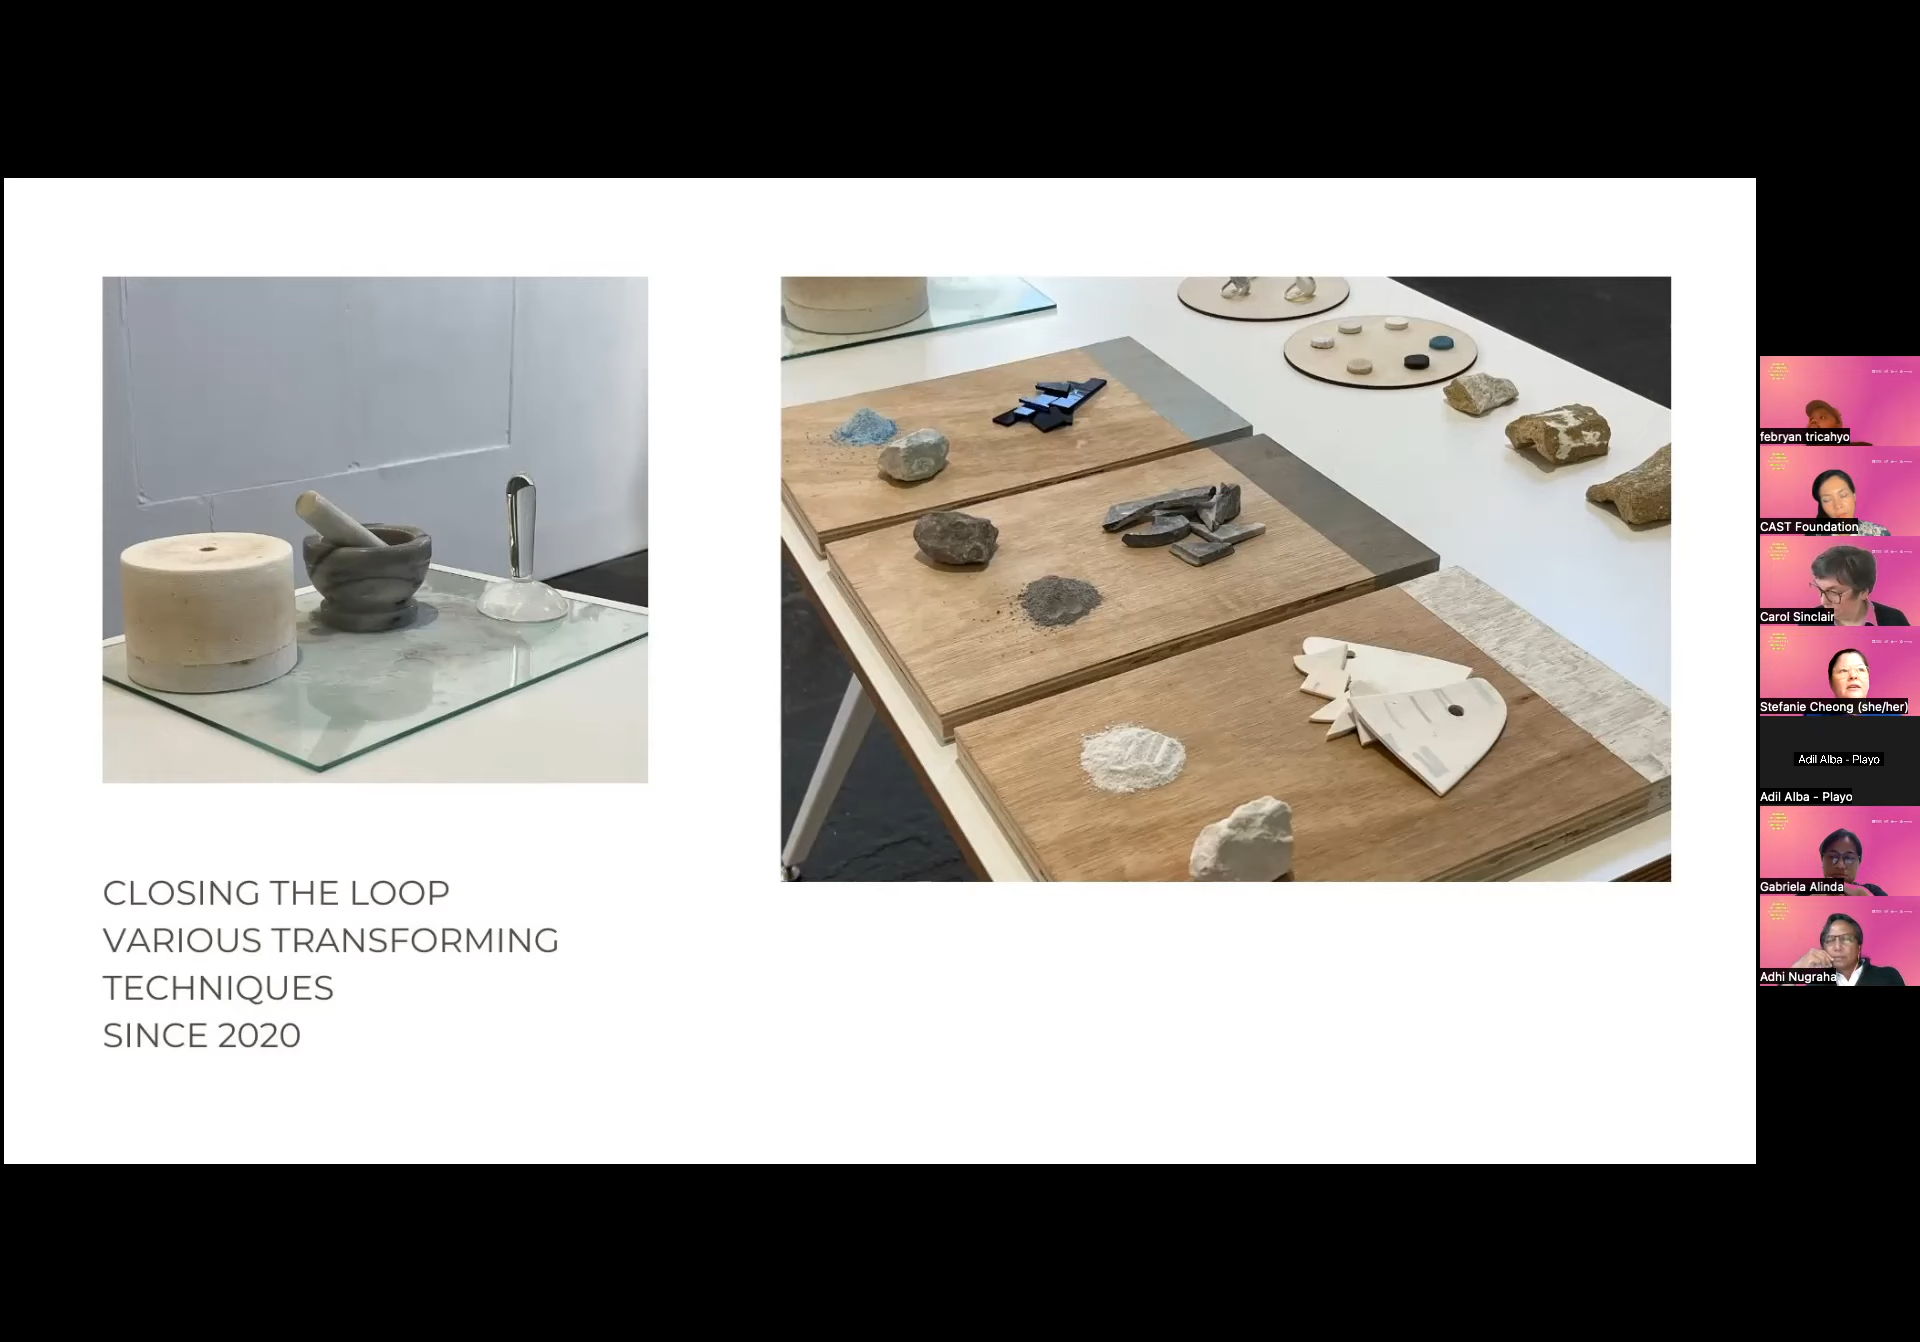 CLOSING THE LOOP
VARIOUS TRANSFORMING
TECHNIQUES
SINCE 2020
febryan tricahyo
CAST Foundation
Carol Sinclair
Stefanie Cheong (she/her)
Adil Alba - Playo
Adil Alba - Playo
Gabriela Alinda
Adhi Nugraha